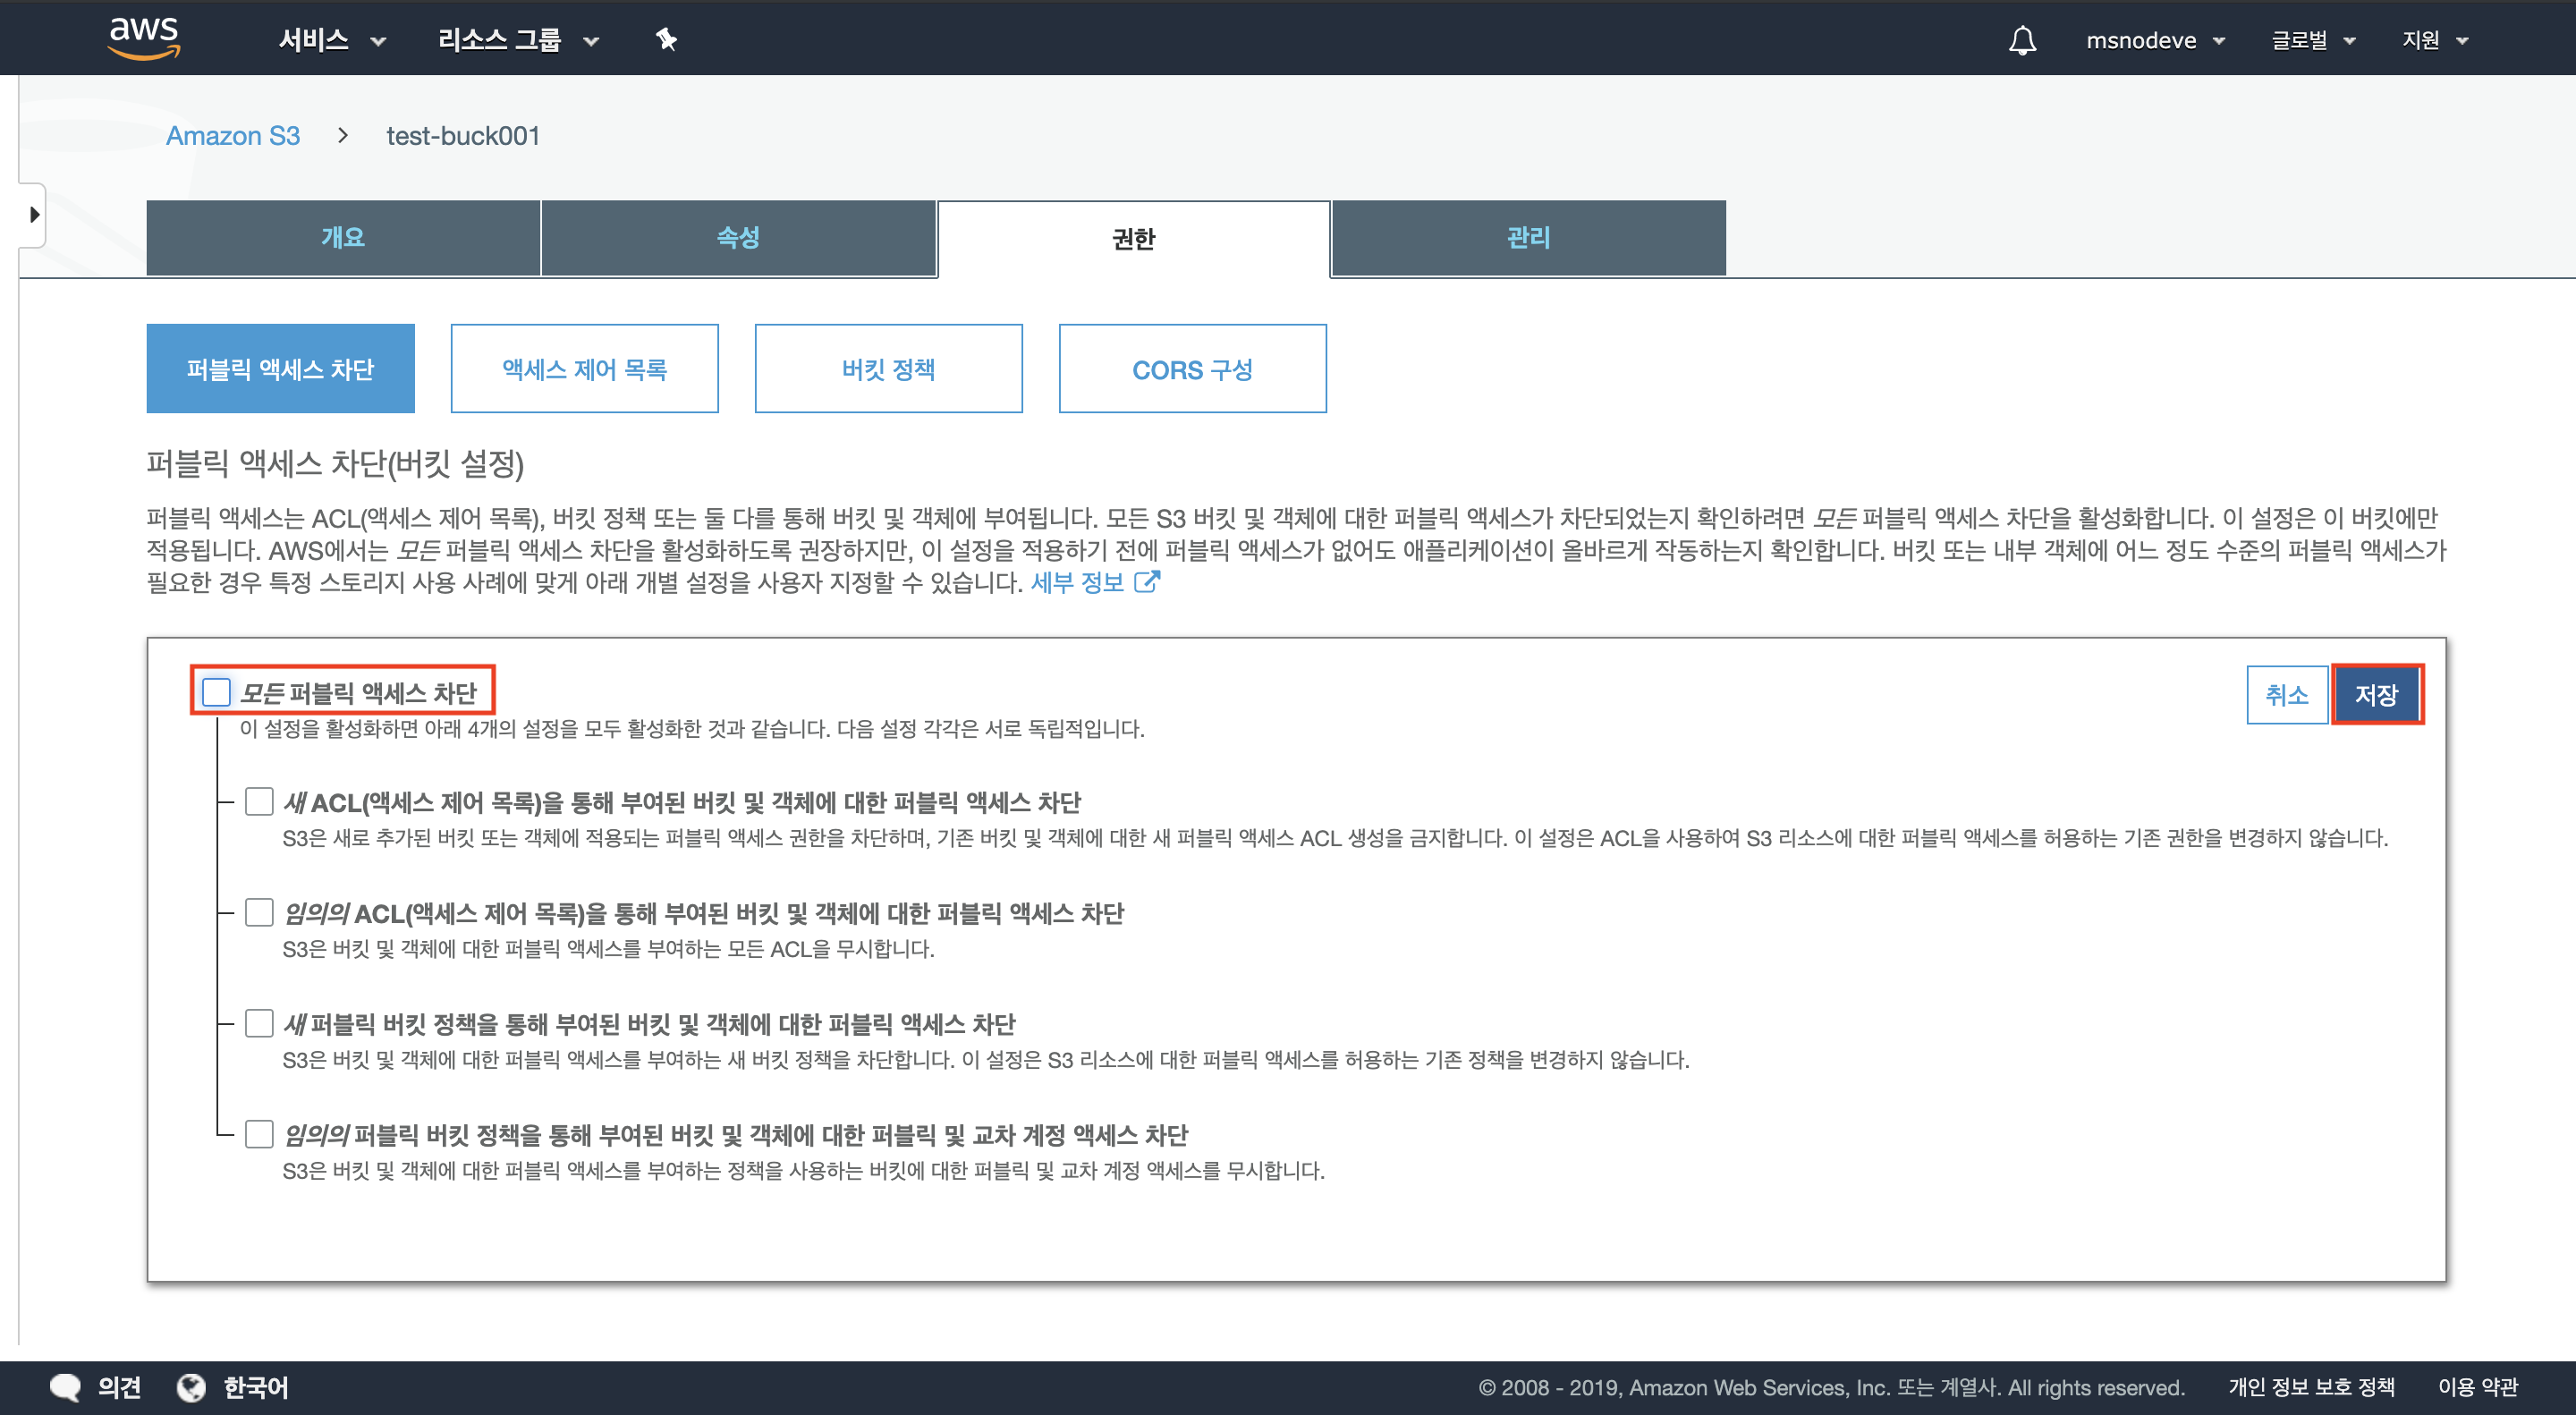 aws
서비스
리소스 그룹
msnodeve
글로벌
지원
Amazon S3 > test-buck001
개요
속성
권한
관리
퍼블릭 액세스 차단
액세스 제어 목록
버킷 정책
CORS 구성
퍼블릭 액세스 차단(버킷 설정)
퍼블릭 액세스는 ACL(액세스 제어 목록), 버킷 정책 또는 둘 다를 통해 버킷 및 객체에 부여됩니다. 모든 S3 버킷 및 객체에 대한 퍼블릭 액세스가 차단되었는지 확인하려면 모든 퍼블릭 액세스 차단을 활성화합니다. 이 설정은 이 버킷에만
적용됩니다. AWS에서는 모든 퍼블릭 액세스 차단을 활성화하도록 권장하지만, 이 설정을 적용하기 전에 퍼블릭 액세스가 없어도 애플리케이션이 올바르게 작동하는지 확인합니다. 버킷 또는 내부 객체에 어느 정도 수준의 퍼블릭 액세스가
필요한 경우 특정 스토리지 사용 사례에 맞게 아래 개별 설정을 사용자 지정할 수 있습니다. 세부 정보
모든 퍼블릭 액세스 차단
취소
저장
이 설정을 활성화하면 아래 4개의 설정을 모두 활성화한 것과 같습니다. 다음 설정 각각은 서로 독립적입니다.
새 ACL(액세스 제어 목록)을 통해 부여된 버킷 및 객체에 대한 퍼블릭 액세스 차단
S3은 새로 추가된 버킷 또는 객체에 적용되는 퍼블릭 액세스 권한을 차단하며, 기존 버킷 및 객체에 대한 새 퍼블릭 액세스 ACL 생성을 금지합니다. 이 설정은 ACL을 사용하여 S3 리소스에 대한 퍼블릭 액세스를 허용하는 기존 권한을 변경하지 않습니다.
임의의 ACL(액세스 제어 목록)을 통해 부여된 버킷 및 객체에 대한 퍼블릭 액세스 차단
S3은 버킷 및 객체에 대한 퍼블릭 액세스를 부여하는 모든 ACL을 무시합니다.
새 퍼블릭 버킷 정책을 통해 부여된 버킷 및 객체에 대한 퍼블릭 액세스 차단
S3은 버킷 및 객체에 대한 퍼블릭 액세스를 부여하는 새 버킷 정책을 차단합니다. 이 설정은 S3 리소스에 대한 퍼블릭 액세스를 허용하는 기존 정책을 변경하지 않습니다.
임의의 퍼블릭 버킷 정책을 통해 부여된 버킷 및 객체에 대한 퍼블릭 및 교차 계정 액세스 차단
S3은 버킷 및 객체에 대한 퍼블릭 액세스를 부여하는 정책을 사용하는 버킷에 대한 퍼블릭 및 교차 계정 액세스를 무시합니다.
의견
한국어
© 2008 - 2019, Amazon Web Services, Inc. 또는 계열사. All rights reserved.
개인 정보 보호 정책
이용 약관